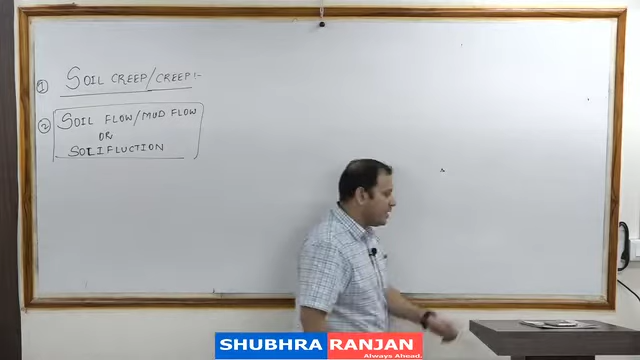 ① SOIL CREEP/CREEP:-
② SOIL FLOW/MUD FLOW
OR
SOLIFLUCTION
SHUBHRA RANJAN
Always Ahead.